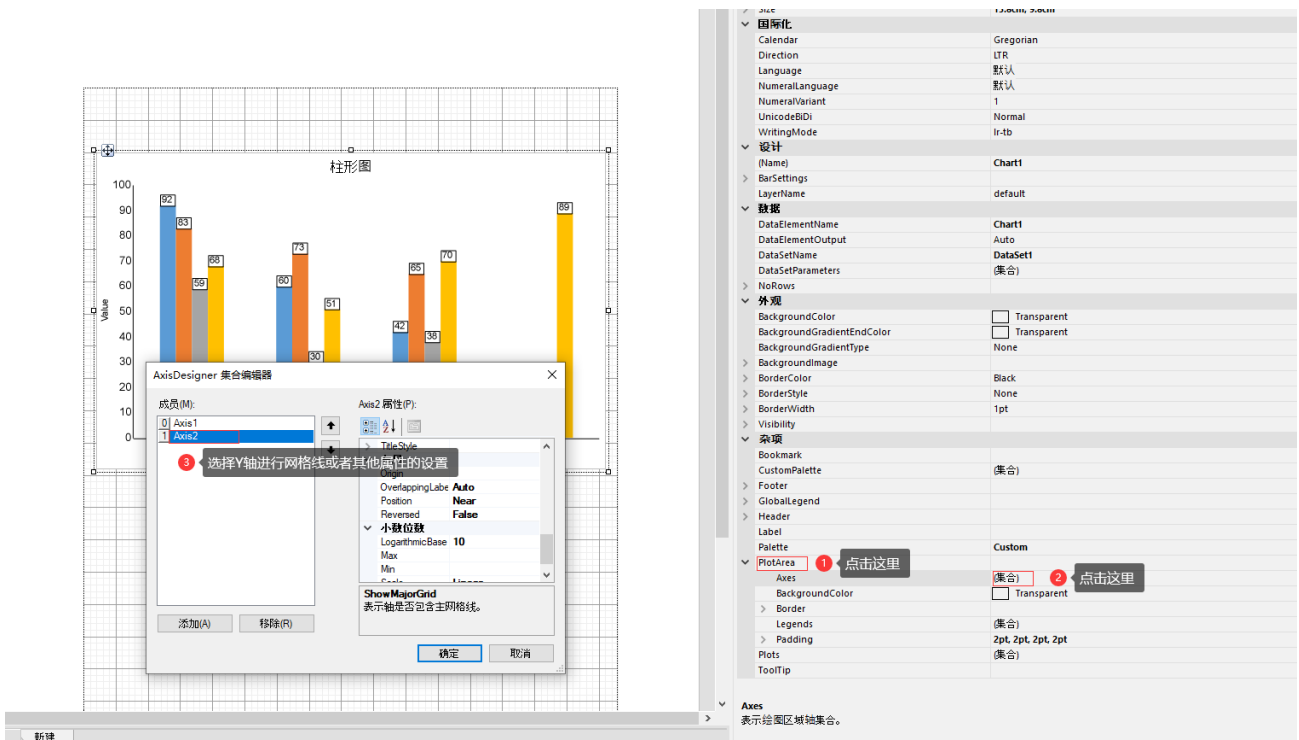 柱形图
100
90
80
70
60
50
40
30
20
10
0
Value
92
83
59
68
60
73
30
51
42
65
38
70
89
AxisDesigner 集合编辑器
成员(M):
0 Axis1
1 Axis2
3 选择Y轴进行网格线或者其他属性的设置
添加(A)
移除(R)
Axis2 属性(P):
TitleStyle
Origin
OverlappingLabe Auto
Position Near
Reversed False
小数位数
LogarithmicBase 10
Max
Min
Scale Linear
ShowMajorGrid
表示轴是否包含主网格线。
确定
取消
新建
Size 15.8cm, 9.8cm
国际化
Calendar Gregorian
Direction LTR
Language 默认
NumeralLanguage 默认
NumeralVariant 1
UnicodeBiDi Normal
WritingMode lr-tb
设计
(Name) Chart1
BarSettings
LayerName default
数据
DataElementName Chart1
DataElementOutput Auto
DataSetName DataSet1
DataSetParameters (集合)
NoRows
外观
BackgroundColor Transparent
BackgroundGradientEndColor Transparent
BackgroundGradientType None
BackgroundImage
BorderColor Black
BorderStyle None
BorderWidth 1pt
Visibility
杂项
Bookmark
CustomPalette (集合)
Footer
GlobalLegend
Header
Label
Palette Custom
PlotArea 1 点击这里
Axes (集合) 2 点击这里
BackgroundColor Transparent
Border
Legends (集合)
Padding 2pt, 2pt, 2pt, 2pt
Plots (集合)
ToolTip
Axes
表示绘图区域轴集合。